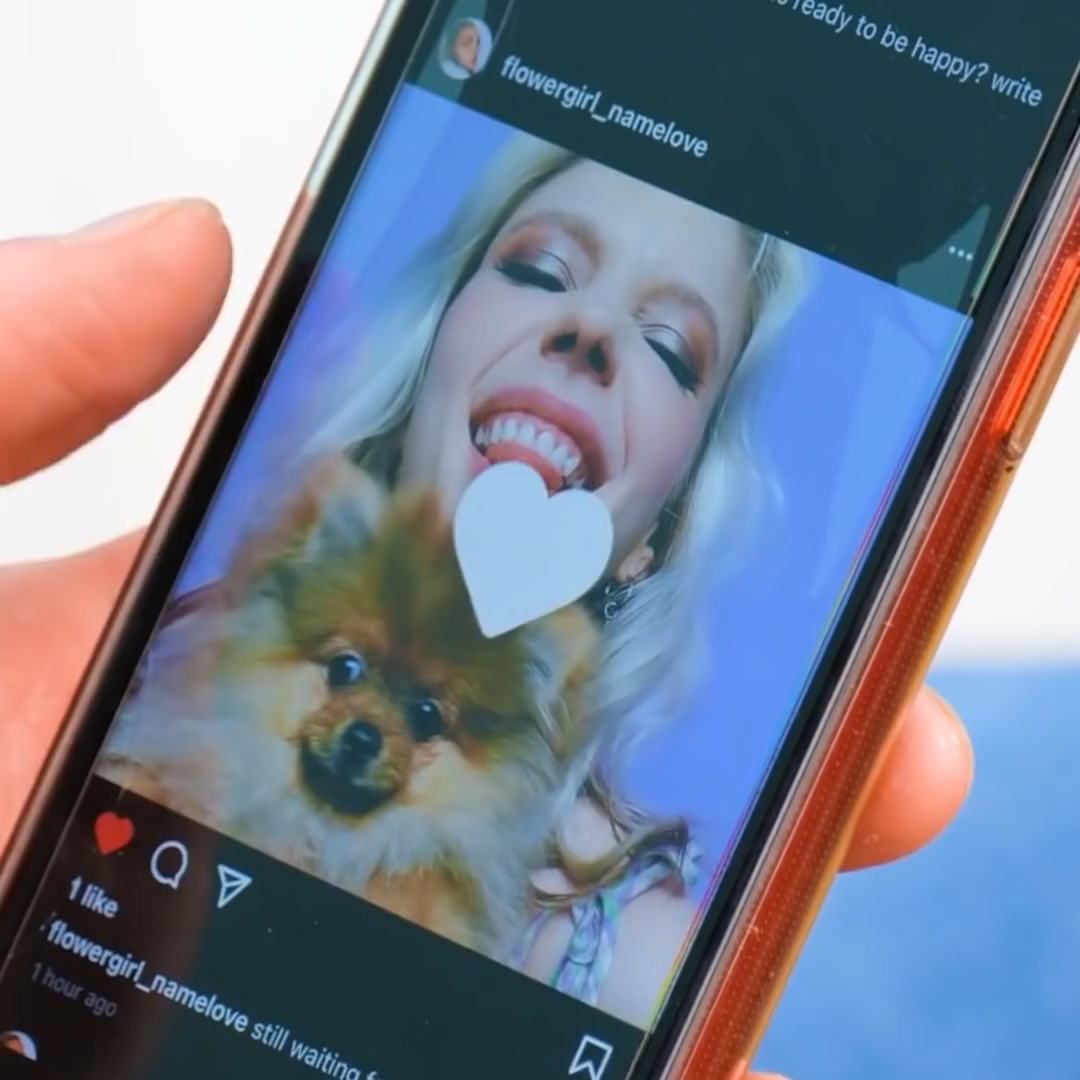 ready to be happy? write
flowergirl_namelove
1 like
flowergirl_namelove still waiting
1 hour ago